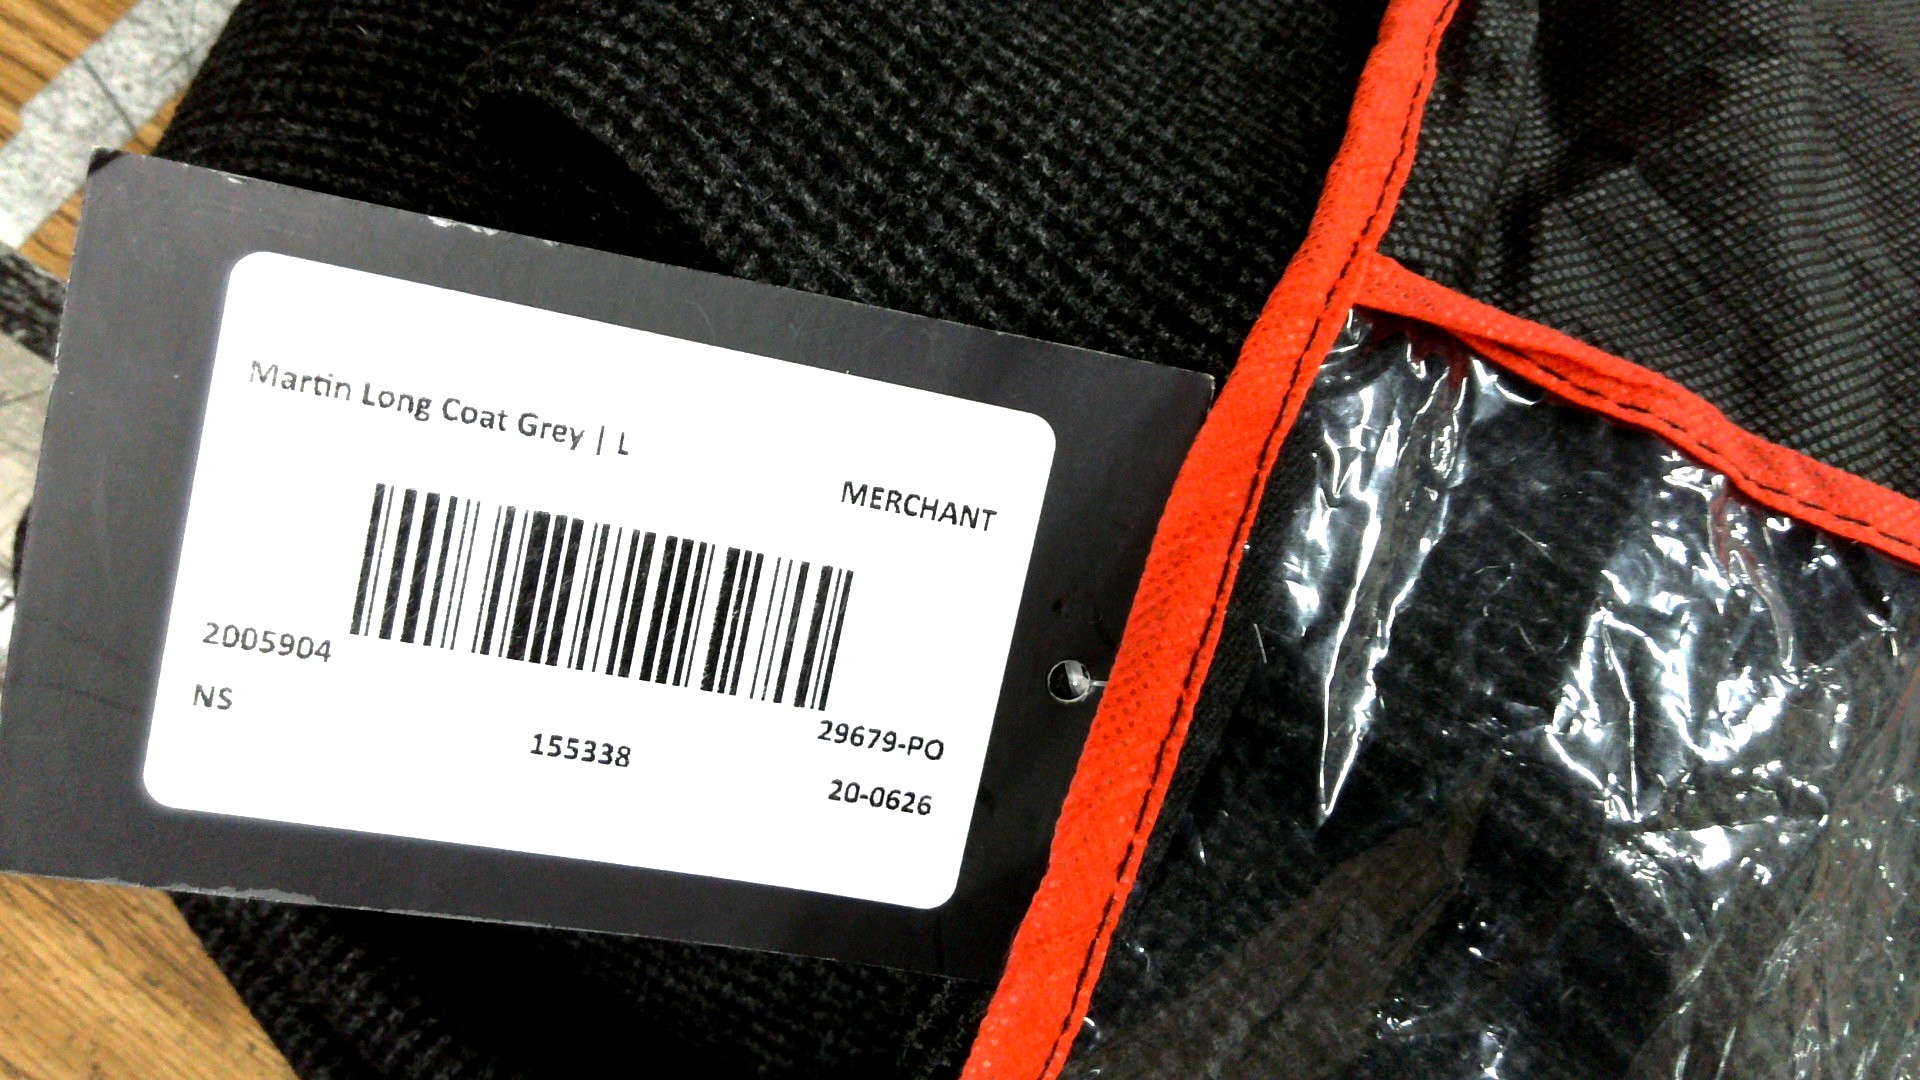 Martin Long Coat Grey | L
MERCHANT
2005904
NS
155338
29679-PO
20-0626